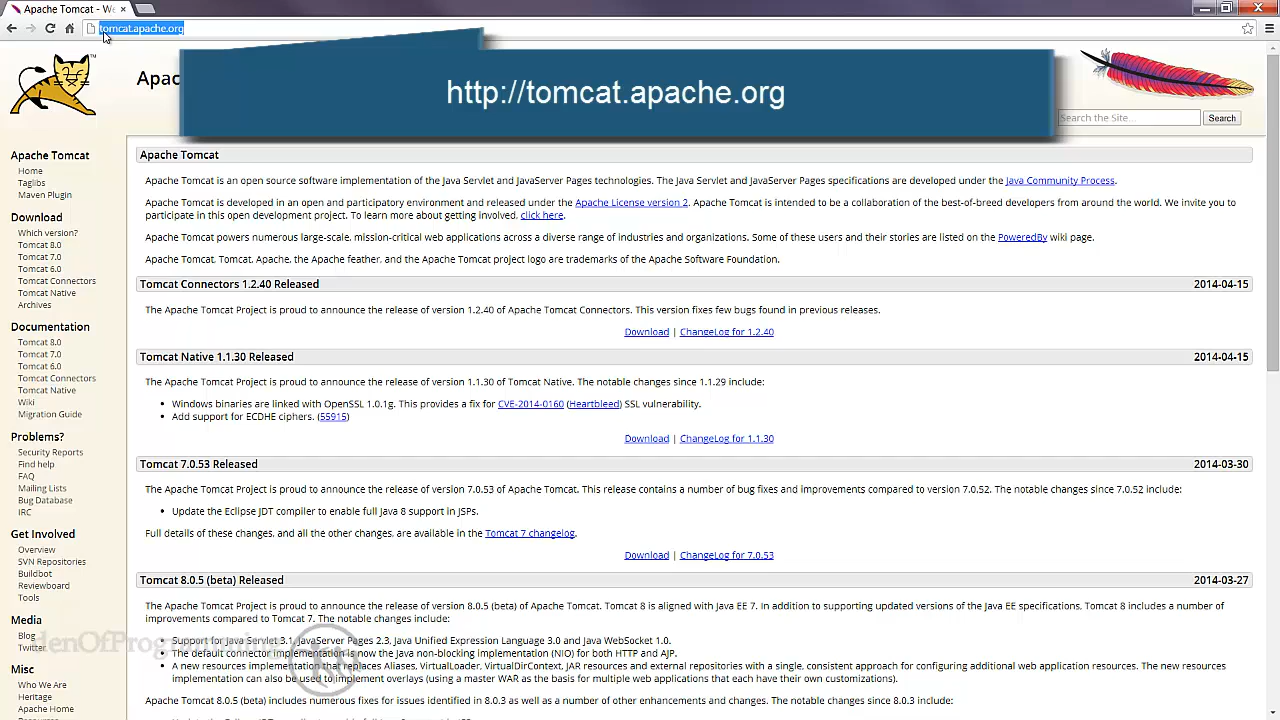 Apache Tomcat - We
tomcat.apache.org
TM
Apac
http://tomcat.apache.org
Search the Site...
Search
Apache Tomcat
Home
Taglibs
Maven Plugin
Download
Which version?
Tomcat 8.0
Tomcat 7.0
Tomcat 6.0
Tomcat Connectors
Tomcat Native
Archives
Documentation
Tomcat 8.0
Tomcat 7.0
Tomcat 6.0
Tomcat Connectors
Tomcat Native
Wiki
Migration Guide
Problems?
Security Reports
Find help
FAQ
Mailing Lists
Bug Database
IRC
Get Involved
Overview
SVN Repositories
Buildbot
Reviewboard
Tools
Media
Blog
Twitter
Misc
Who We Are
Heritage
Apache Home
Resources
Apache Tomcat
Apache Tomcat is an open source software implementation of the Java Servlet and JavaServer Pages technologies. The Java Servlet and JavaServer Pages specifications are developed under the Java Community Process.
Apache Tomcat is developed in an open and participatory environment and released under the Apache License version 2. Apache Tomcat is intended to be a collaboration of the best-of-breed developers from around the world. We invite you to
participate in this open development project. To learn more about getting involved, click here.
Apache Tomcat powers numerous large-scale, mission-critical web applications across a diverse range of industries and organizations. Some of these users and their stories are listed on the PoweredBy wiki page.
Apache Tomcat, Tomcat, Apache, the Apache feather, and the Apache Tomcat project logo are trademarks of the Apache Software Foundation.
Tomcat Connectors 1.2.40 Released 2014-04-15
The Apache Tomcat Project is proud to announce the release of version 1.2.40 of Apache Tomcat Connectors. This version fixes few bugs found in previous releases.
Download | ChangeLog for 1.2.40
Tomcat Native 1.1.30 Released 2014-04-15
The Apache Tomcat Project is proud to announce the release of version 1.1.30 of Tomcat Native. The notable changes since 1.1.29 include:
• Windows binaries are linked with OpenSSL 1.0.1g. This provides a fix for CVE-2014-0160 (Heartbleed) SSL vulnerability.
• Add support for ECDHE ciphers. (55915)
Download | ChangeLog for 1.1.30
Tomcat 7.0.53 Released 2014-03-30
The Apache Tomcat Project is proud to announce the release of version 7.0.53 of Apache Tomcat. This release contains a number of bug fixes and improvements compared to version 7.0.52. The notable changes since 7.0.52 include:
• Update the Eclipse JDT compiler to enable full Java 8 support in JSPs.
Full details of these changes, and all the other changes, are available in the Tomcat 7 changelog.
Download | ChangeLog for 7.0.53
Tomcat 8.0.5 (beta) Released 2014-03-27
The Apache Tomcat Project is proud to announce the release of version 8.0.5 (beta) of Apache Tomcat. Tomcat 8 is aligned with Java EE 7. In addition to supporting updated versions of the Java EE specifications, Tomcat 8 includes a number of
improvements compared to Tomcat 7. The notable changes include:
• Support for Java Servlet 3.1, JavaServer Pages 2.3, Java Unified Expression Language 3.0 and Java WebSocket 1.0.
• The default connector implementation is now the Java non-blocking implementation (NIO) for both HTTP and AJP.
• A new resources implementation that replaces Aliases, VirtualLoader, VirtualDirContext, JAR resources and external repositories with a single, consistent approach for configuring additional web application resources. The new resources
implementation can also be used to implement overlays (using a master WAR as the basis for multiple web applications that each have their own customizations).
Apache Tomcat 8.0.5 (beta) includes numerous fixes for issues identified in 8.0.3 as well as a number of other enhancements and changes. The notable changes since 8.0.3 include:
denOfProgramming